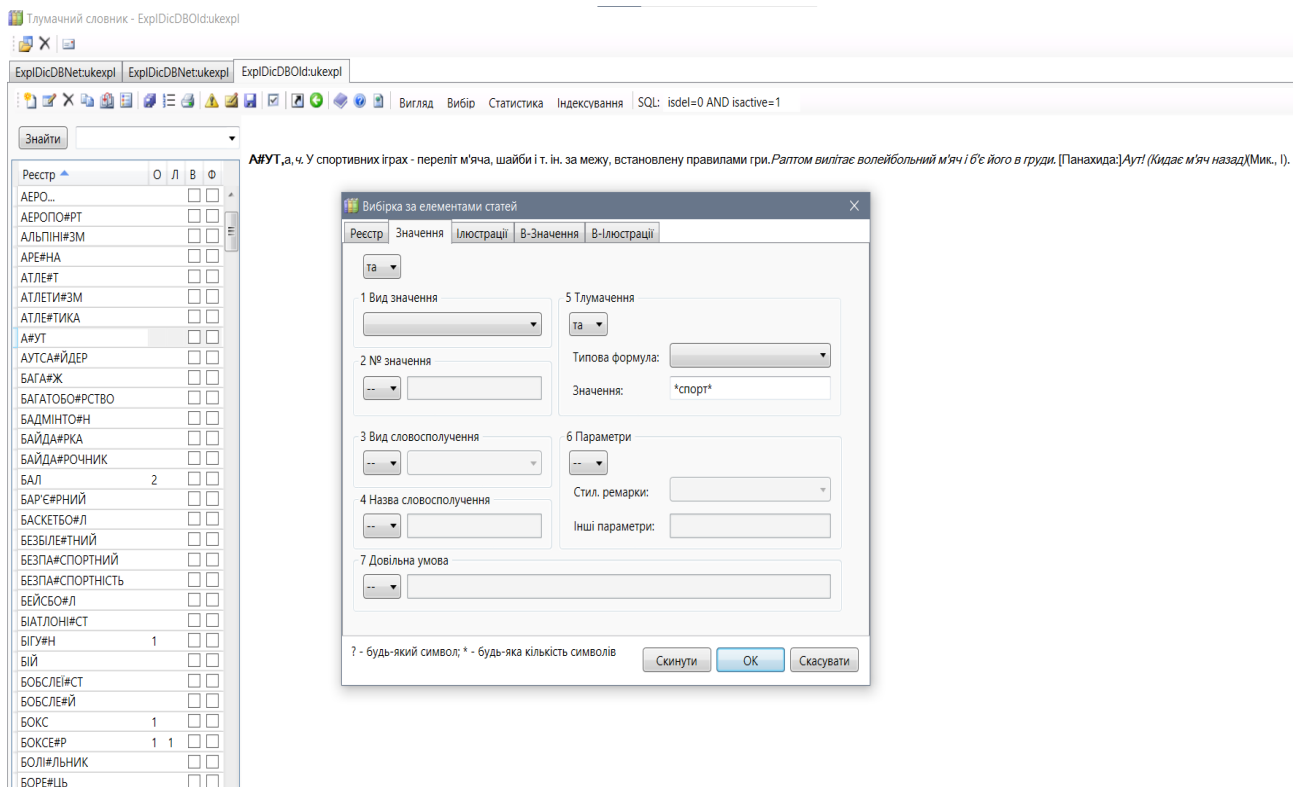 Тлумачний словник - ExplDicDBOld:ukexpl
ExplDicDBNet:ukexpl ExplDicDBNet:ukexpl ExplDicDBOld:ukexpl
Вигляд Вибір Статистика Індексування SQL: isdel=0 AND isactive=1
Знайти
А#УТ,а,ч. У спортивних іграх - переліт м'яча, шайби і т. ін. за межу, встановлену правилами гри.Раптом вилітає волейбольний м'яч і б'є його в груди. [Панахида:]Аут! (Кидає м'яч назад)(Мик., І).
Реєстр О Л В Ф
АЕРО...
АЕРОПО#РТ
АЛЬПІНІ#ЗМ
АРЕ#НА
АТЛЕ#Т
АТЛЕТИ#ЗМ
АТЛЕ#ТИКА
А#УТ
АУТСА#ЙДЕР
БАГА#Ж
БАГАТОБО#РСТВО
БАДМІНТО#Н
БАЙДА#РКА
БАЙДА#РОЧНИК
БАЛ 2
БАР'Є#РНИЙ
БАСКЕТБО#Л
БЕЗБІЛЕ#ТНИЙ
БЕЗПА#СПОРТНИЙ
БЕЗПА#СПОРТНІСТЬ
БЕЙСБО#Л
БІАТЛОНІ#СТ
БІГУ#Н 1
БІЙ
БОБСЛЕЇ#СТ
БОБСЛЕ#Й
БОКС 1
БОКСЕ#Р 1 1
БОЛІ#ЛЬНИК
БОРЕ#ЦЬ
Вибірка за елементами статей
Реєстр Значення Ілюстрації В-Значення В-Ілюстрації
та
1 Вид значення
2 № значення
--
3 Вид словосполучення
--
4 Назва словосполучення
--
5 Тлумачення
та
Типова формула:
Значення: *спорт*
6 Параметри
--
Стил. ремарки:
Інші параметри:
7 Довільна умова
--
? - будь-який символ; * - будь-яка кількість символів
Скинути OK Скасувати